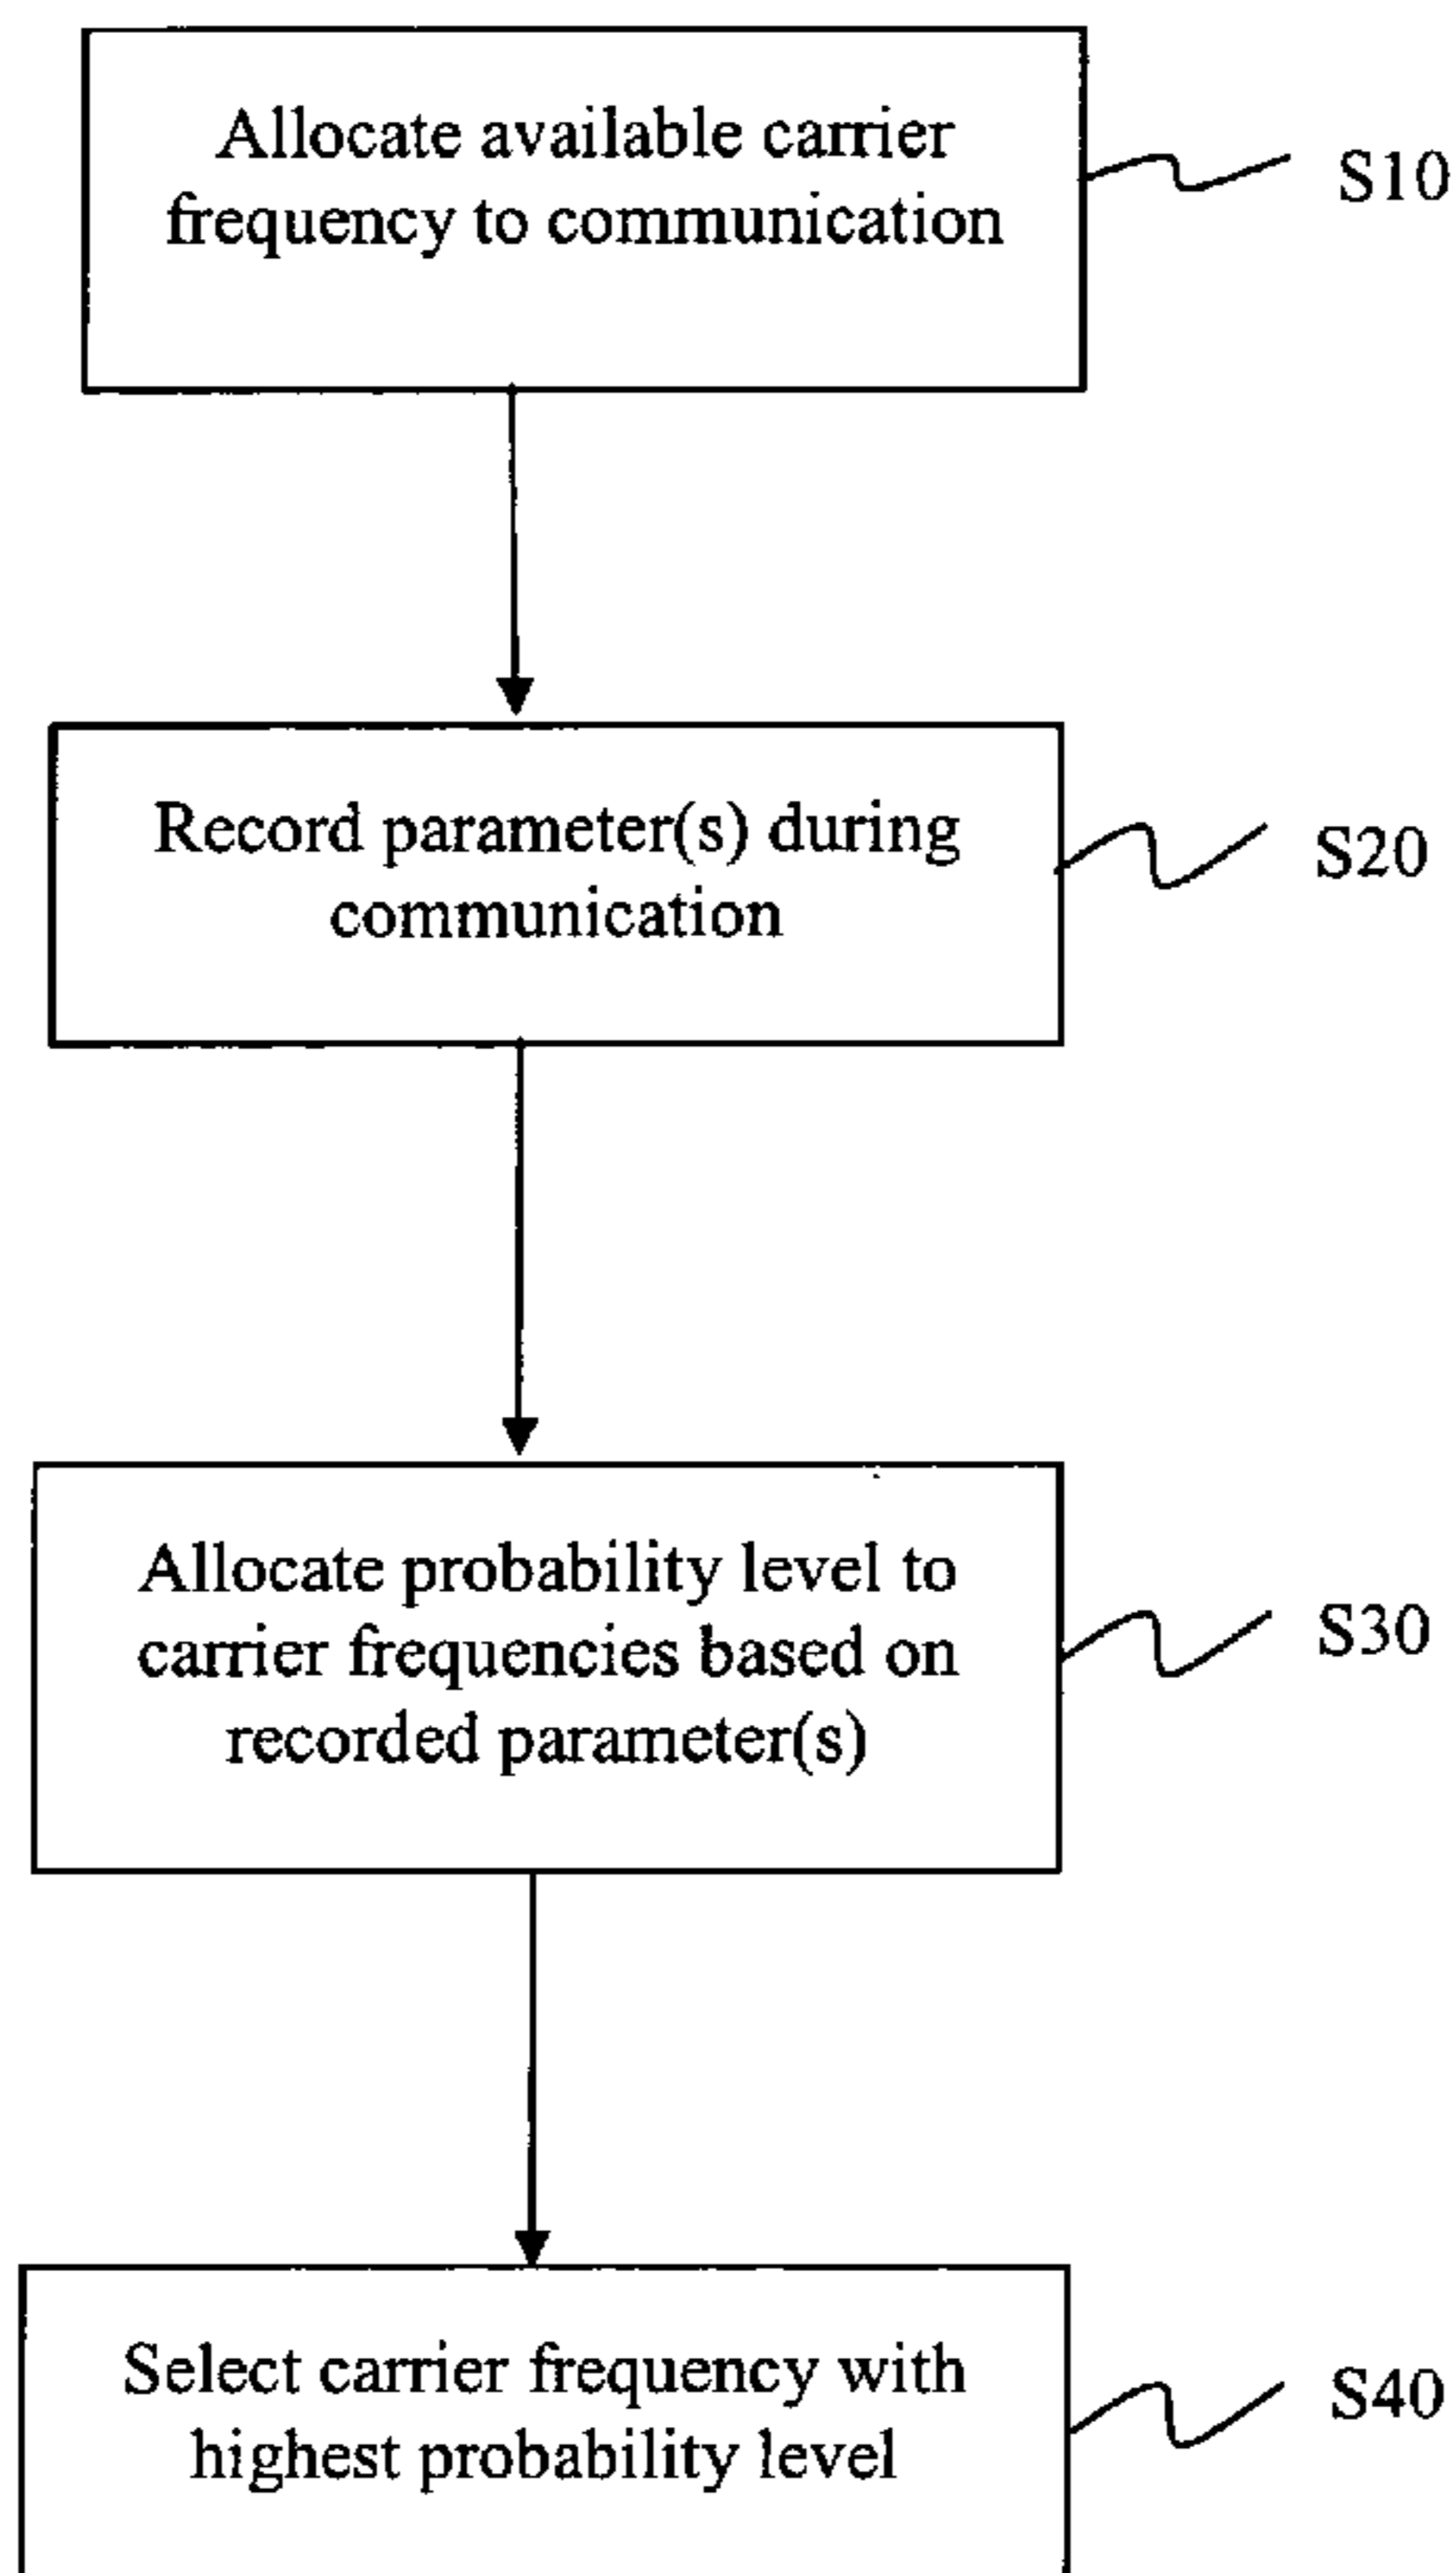 Allocate available carrier
frequency to communication
S10
Record parameter(s) during
communication
S20
Allocate probability level to
carrier frequencies based on
recorded parameter(s)
S30
Select carrier frequency with
highest probability level
S40